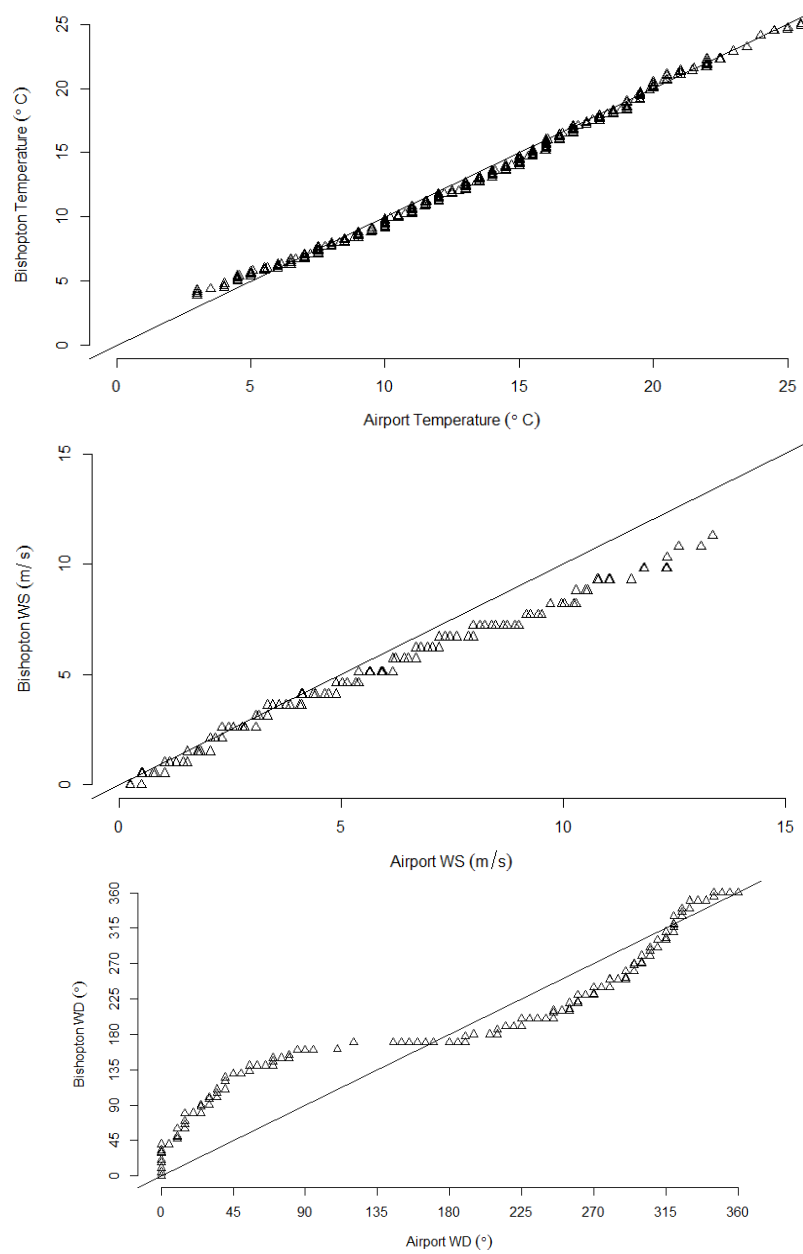 25
20
15
10
5
0
Bishopton Temperature (° C)
0 5 10 15 20 25
Airport Temperature (° C)
15
10
5
0
Bishopton WS (m/s)
0 5 10 15
Airport WS (m/s)
360
315
270
225
180
135
90
45
0
Bishopton WD (°)
0 45 90 135 180 225 270 315 360
Airport WD (°)